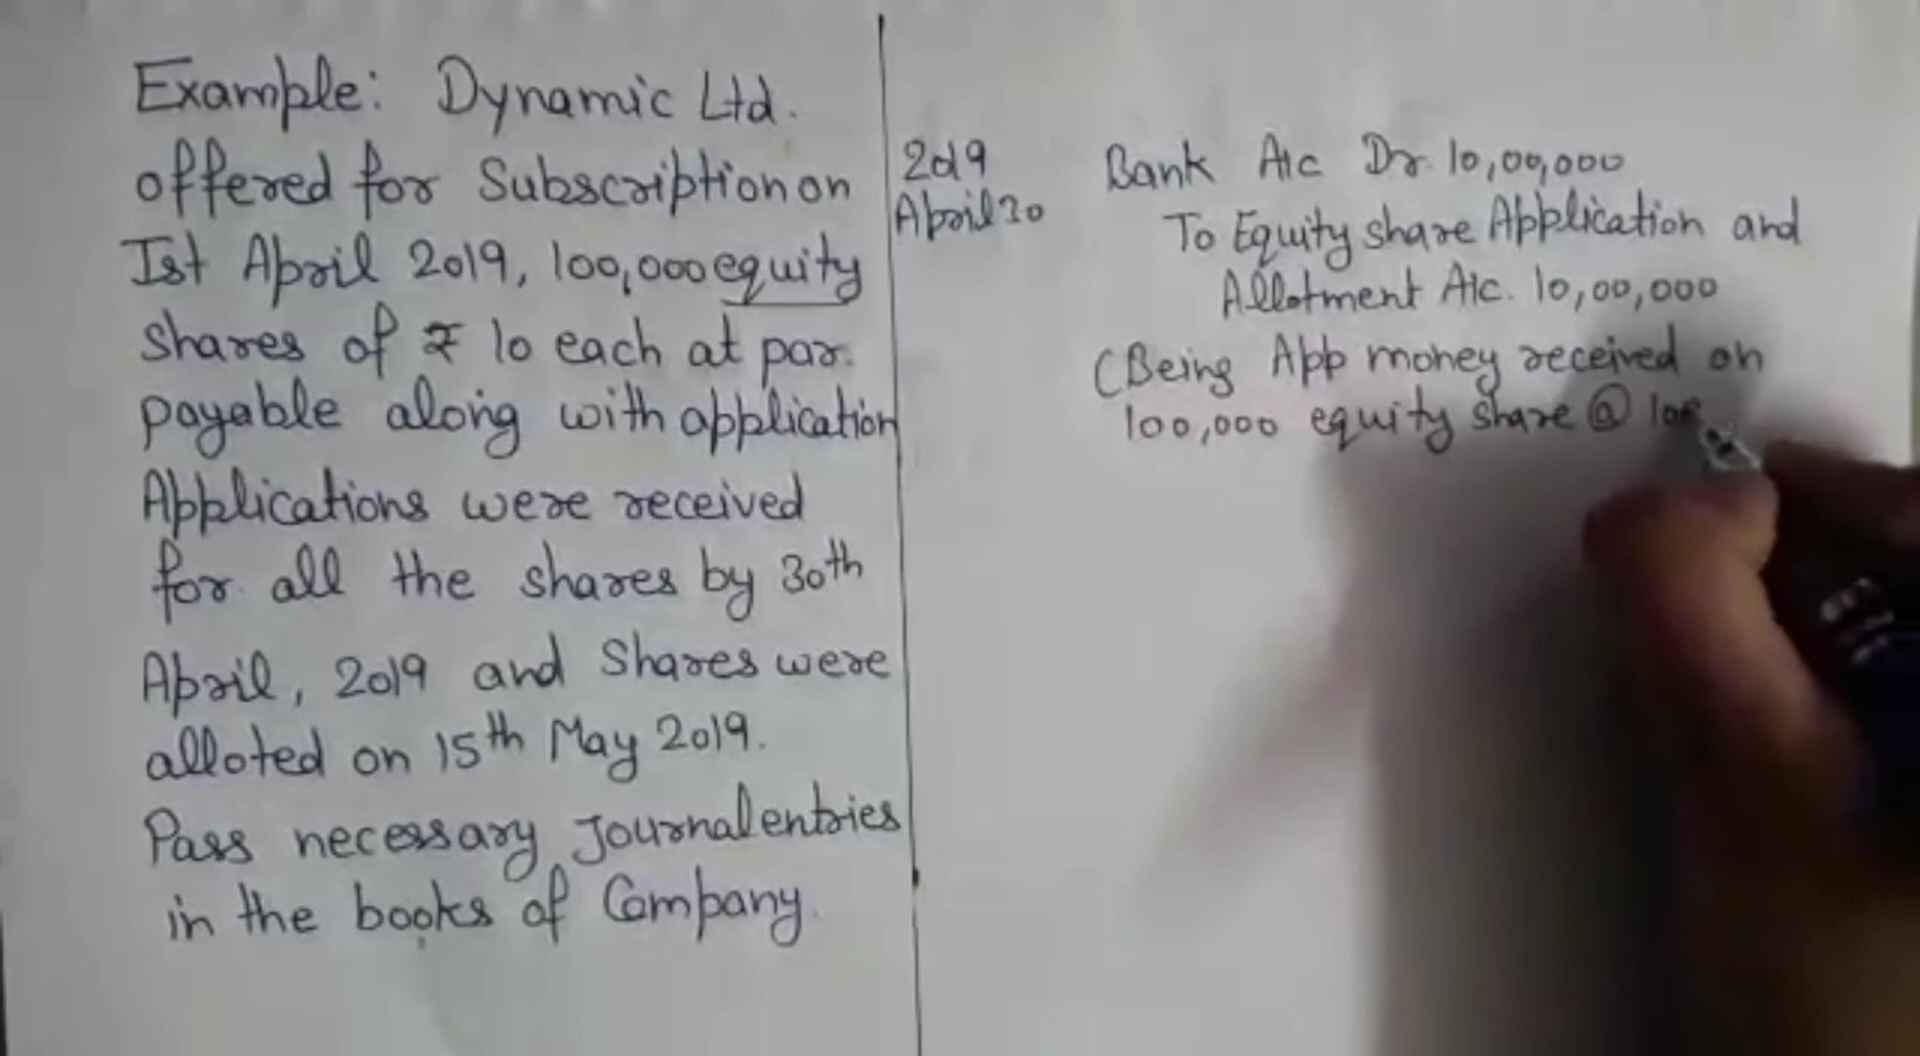 Example: Dynamic Ltd.
offered for Subscription on
Ist April 2019, 100,000 equity
shares of ₹ 10 each at par.
payable along with application
Applications were received
for all the shares by 30th
April, 2019 and Shares were
alloted on 15th May 2019.
Pass necessary Journal entries
in the books of Company.
2019
April 30
Bank A/c Dr. 10,00,000
To Equity share Application and
Allotment A/c. 10,00,000
(Being App money received on
100,000 equity share @